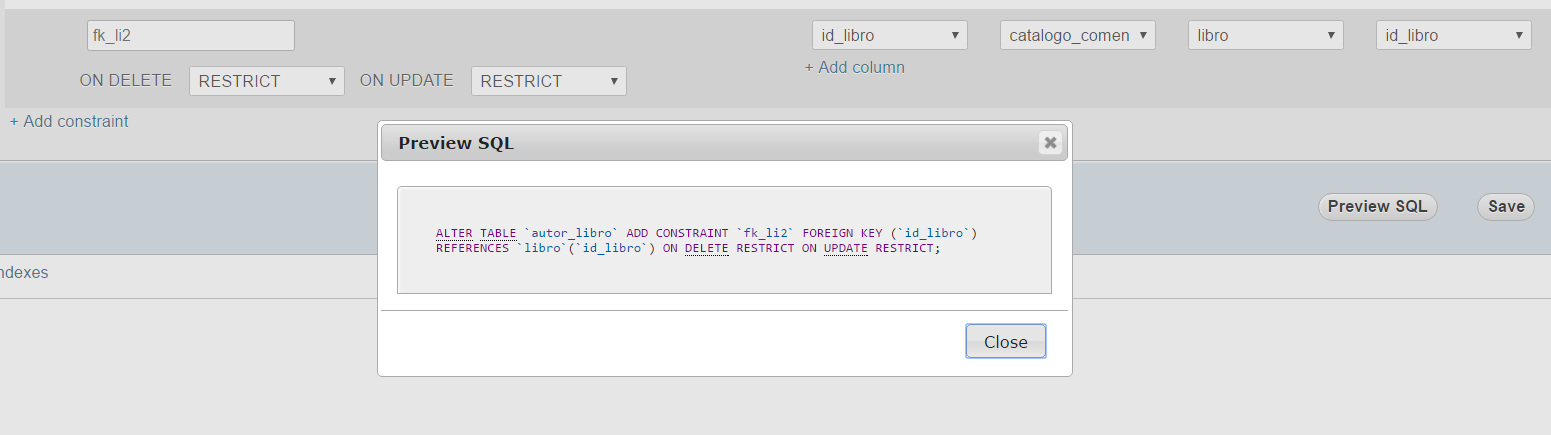 fk_li2 id_libro catalogo_comen libro id_libro
+ Add column
ON DELETE RESTRICT ON UPDATE RESTRICT
+ Add constraint
Preview SQL
ALTER TABLE `autor_libro` ADD CONSTRAINT `fk_li2` FOREIGN KEY (`id_libro`)
REFERENCES `libro`(`id_libro`) ON DELETE RESTRICT ON UPDATE RESTRICT;
Close
Preview SQL Save
ndexes